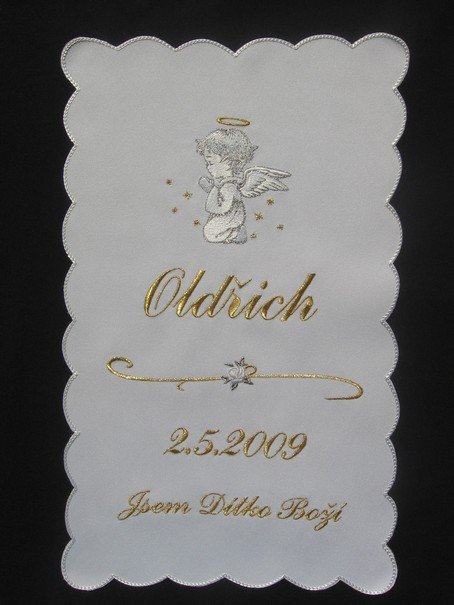 Oldřich
2.5.2009
Jsem Dítko Boží